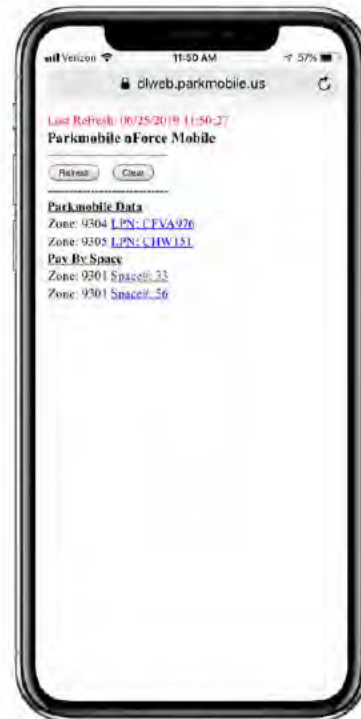 Verizon 11:50 AM 57%
dlweb.parkmobile.us
Last Refresh: 06/25/2019 11:50:27
Parkmobile nForce Mobile
--------------------------------
Refresh Clear
--------------------------------
Parkmobile Data
Zone: 9304 LPN: CFVA976
Zone: 9305 LPN: CHW151
Pay By Space
Zone: 9301 Space#: 33
Zone: 9301 Space#: 56